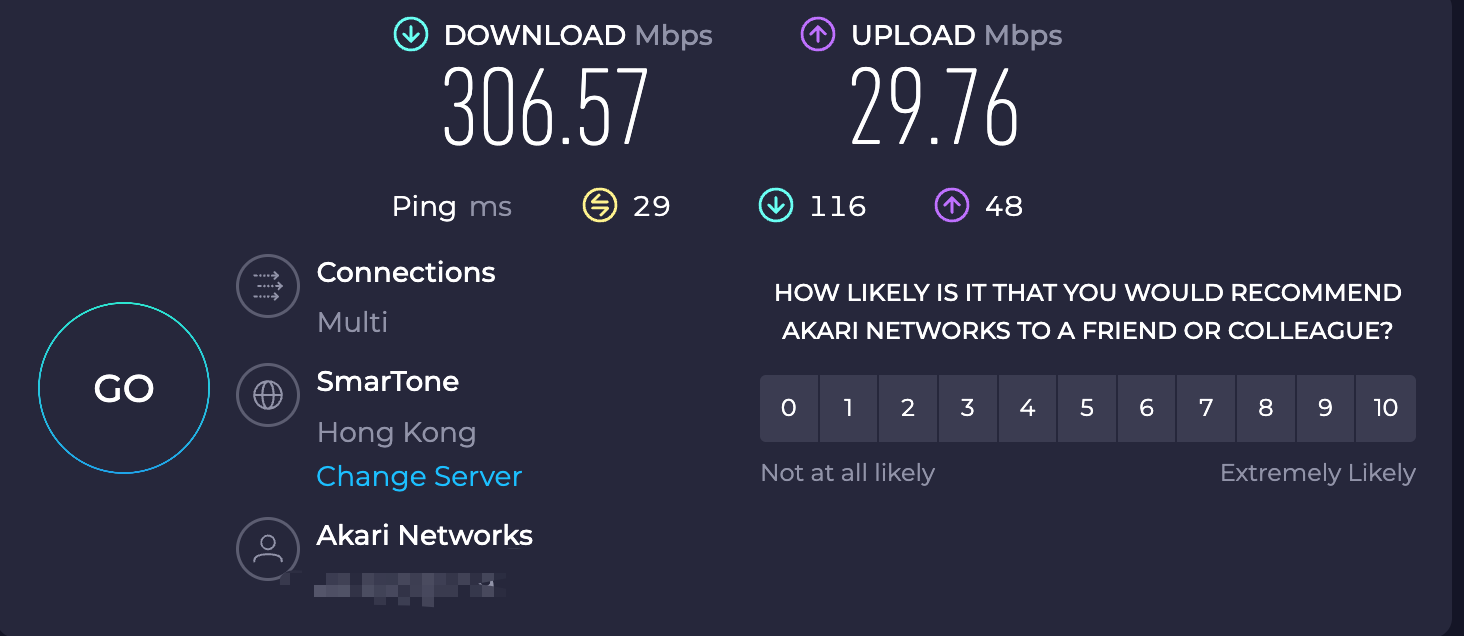 DOWNLOAD Mbps
306.57
UPLOAD Mbps
29.76
Ping ms 29 116 48
Connections
Multi
SmarTone
Hong Kong
Change Server
Akari Networks
GO
HOW LIKELY IS IT THAT YOU WOULD RECOMMEND
AKARI NETWORKS TO A FRIEND OR COLLEAGUE?
0 1 2 3 4 5 6 7 8 9 10
Not at all likely Extremely Likely